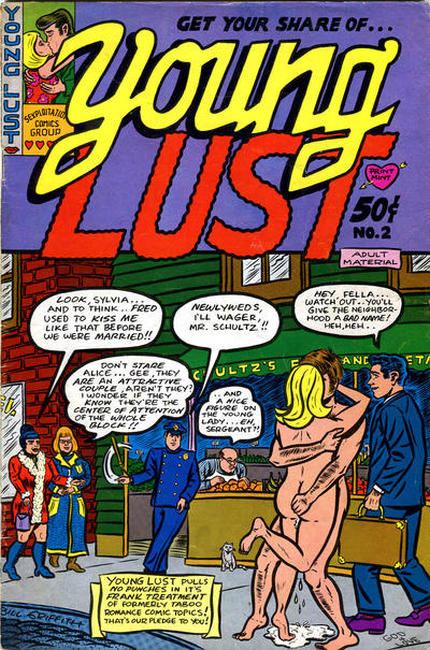 GET YOUR SHARE OF...
YOUNG LUST
SEXPLOITATION
COMICS
GROUP
Young
LUST
PRINT
MINT
50¢
NO. 2
ADULT
MATERIAL
LOOK, SYLVIA...
AND TO THINK.. FRED
USED TO KISS ME
LIKE THAT BEFORE
WE WERE MARRIED!!
NEWLYWEDS,
I'LL WAGER,
MR. SCHULTZ!!
HEY, FELLA...
WATCH OUT..YOU'LL
GIVE THE NEIGHBOR-
HOOD A BAD NAME!
HEH, HEH..
DON'T STARE
ALICE... GEE, THEY
ARE AN ATTRACTIVE
COUPLE, AREN'T THEY?
I WONDER IF THEY
KNOW THEY'RE THE
CENTER OF ATTENTION
OF THE WHOLE
BLOCK!!
..AND
A NICE
FIGURE ON
THE YOUNG
LADY...EH,
SERGEANT?!
CHULTZ'S F AND ETA
YOUNG LUST PULLS
NO PUNCHES IN IT'S
FRANK TREATMENT
OF FORMERLY TABOO
ROMANCE COMIC TOPICS!
THAT'S OUR PLEDGE TO YOU!
BILL GRIFFITH
GOD
LOVE